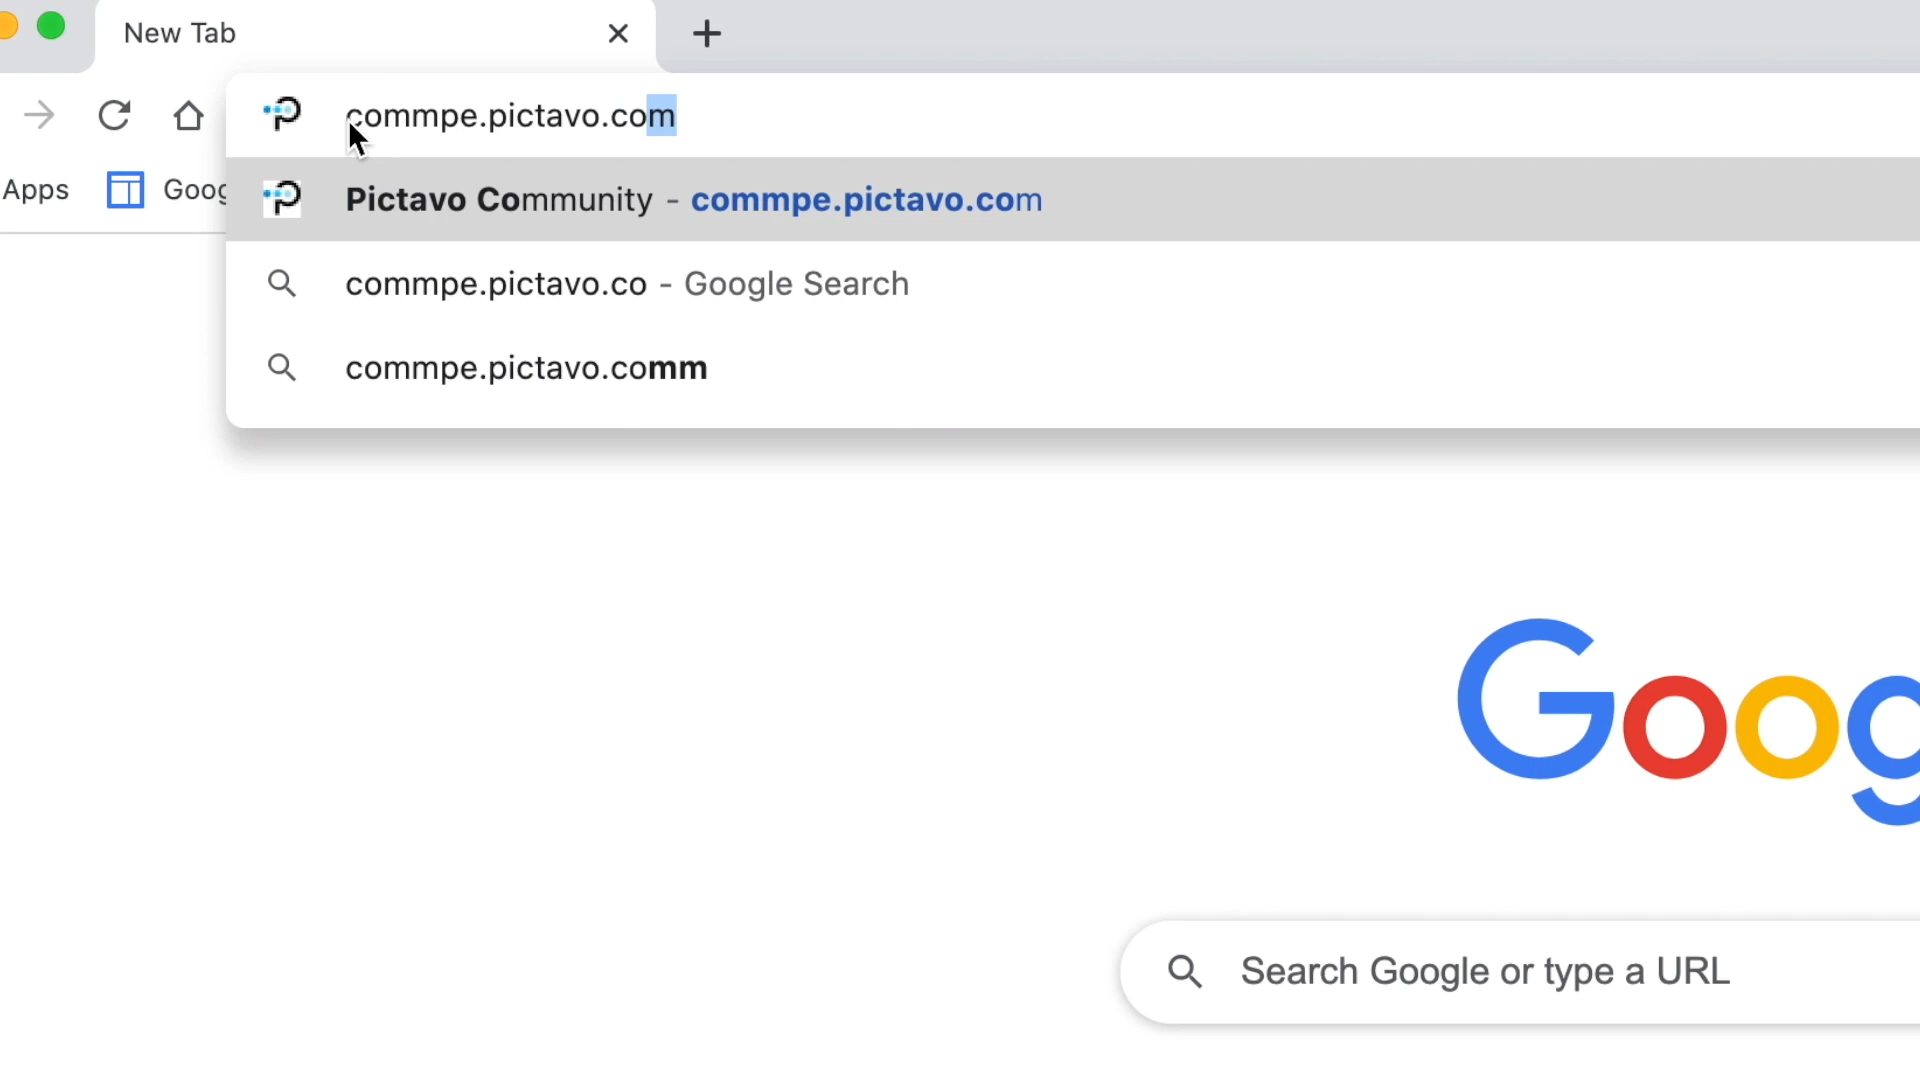 New Tab
commpe.pictavo.com
Apps
Goog
Pictavo Community - commpe.pictavo.com
commpe.pictavo.co - Google Search
commpe.pictavo.comm
Goog
Search Google or type a URL